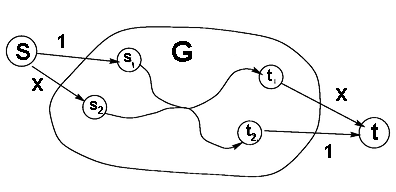 G
1
S
s₁
x
s₂
t₁
x
t₂
1
t